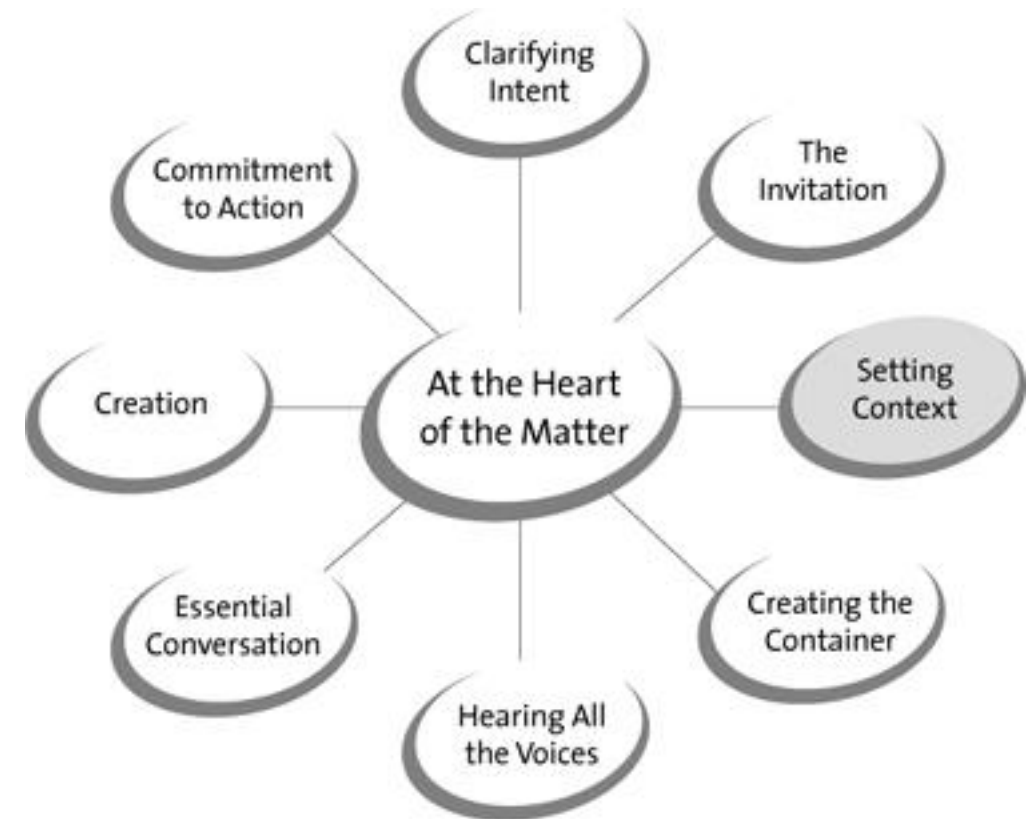 Clarifying
Intent
The
Invitation
Setting
Context
Creating the
Container
Hearing All
the Voices
Essential
Conversation
Creation
Commitment
to Action
At the Heart
of the Matter